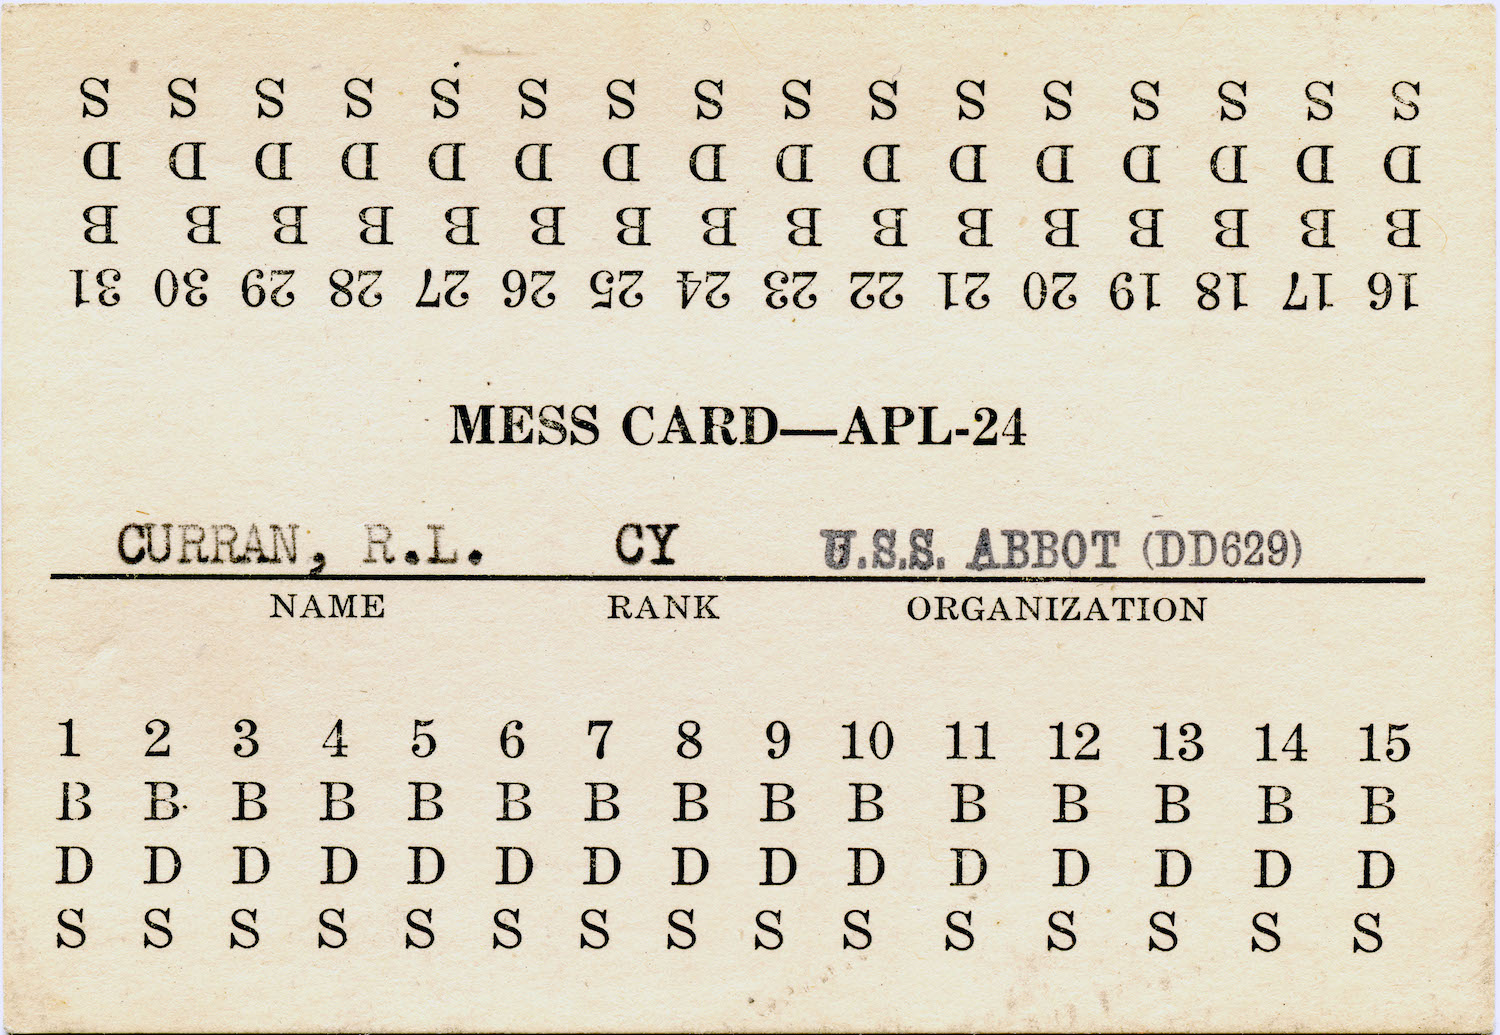 S S S S S S S S S S S S S S S S
D D D D D D D D D D D D D D D D
B B B B B B B B B B B B B B B B
31 30 29 28 27 26 25 24 23 22 21 20 19 18 17 16
MESS CARD—APL-24
CURRAN, R.L. CY U.S.S. ABBOT (DD629)
NAME RANK ORGANIZATION
1 2 3 4 5 6 7 8 9 10 11 12 13 14 15
B B B B B B B B B B B B B B B
D D D D D D D D D D D D D D D
S S S S S S S S S S S S S S S